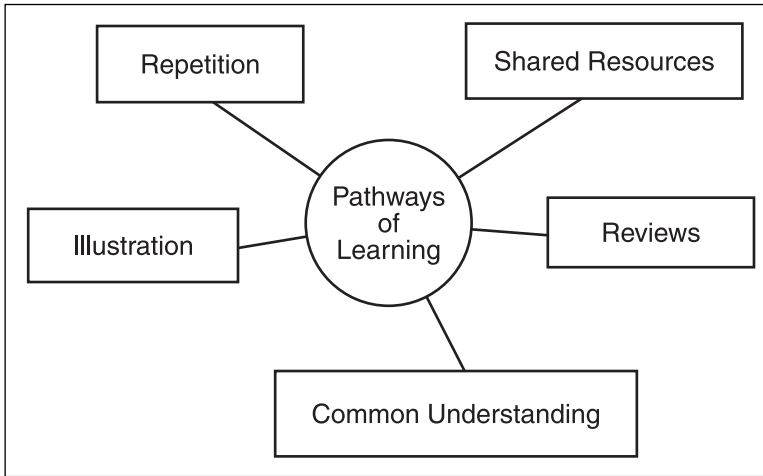 Repetition
Shared Resources
Pathways
of
Learning
Illustration
Reviews
Common Understanding